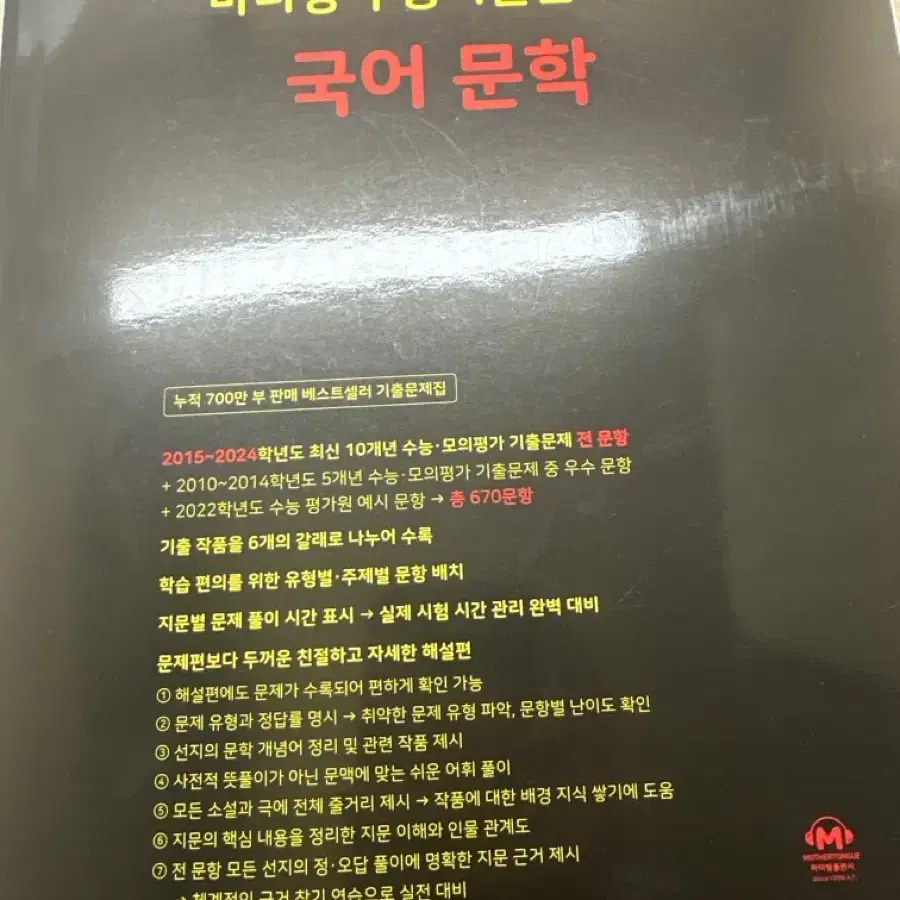 국어 문학
누적 700만 부 판매 베스트셀러 기출문제집
2015~2024학년도 최신 10개년 수능·모의평가 기출문제 전 문항
+ 2010~2014학년도 5개년 수능·모의평가 기출문제 중 우수 문항
+ 2022학년도 수능 평가원 예시 문항 → 총 670문항
기출 작품을 6개의 갈래로 나누어 수록
학습 편의를 위한 유형별·주제별 문항 배치
지문별 문제 풀이 시간 표시 → 실제 시험 시간 관리 완벽 대비
문제편보다 두꺼운 친절하고 자세한 해설편
① 해설편에도 문제가 수록되어 편하게 확인 가능
② 문제 유형과 정답률 명시 → 취약한 문제 유형 파악, 문항별 난이도 확인
③ 선지의 문학 개념어 정리 및 관련 작품 제시
④ 사전적 뜻풀이가 아닌 문맥에 맞는 쉬운 어휘 풀이
⑤ 모든 소설과 극에 전체 줄거리 제시 → 작품에 대한 배경 지식 쌓기에 도움
⑥ 지문의 핵심 내용을 정리한 지문 이해와 인물 관계도
⑦ 전 문항 모든 선지의 정·오답 풀이에 명확한 지문 근거 제시
→ 체계적인 근거 찾기 연습으로 실전 대비
M
MOTHERTONGUE